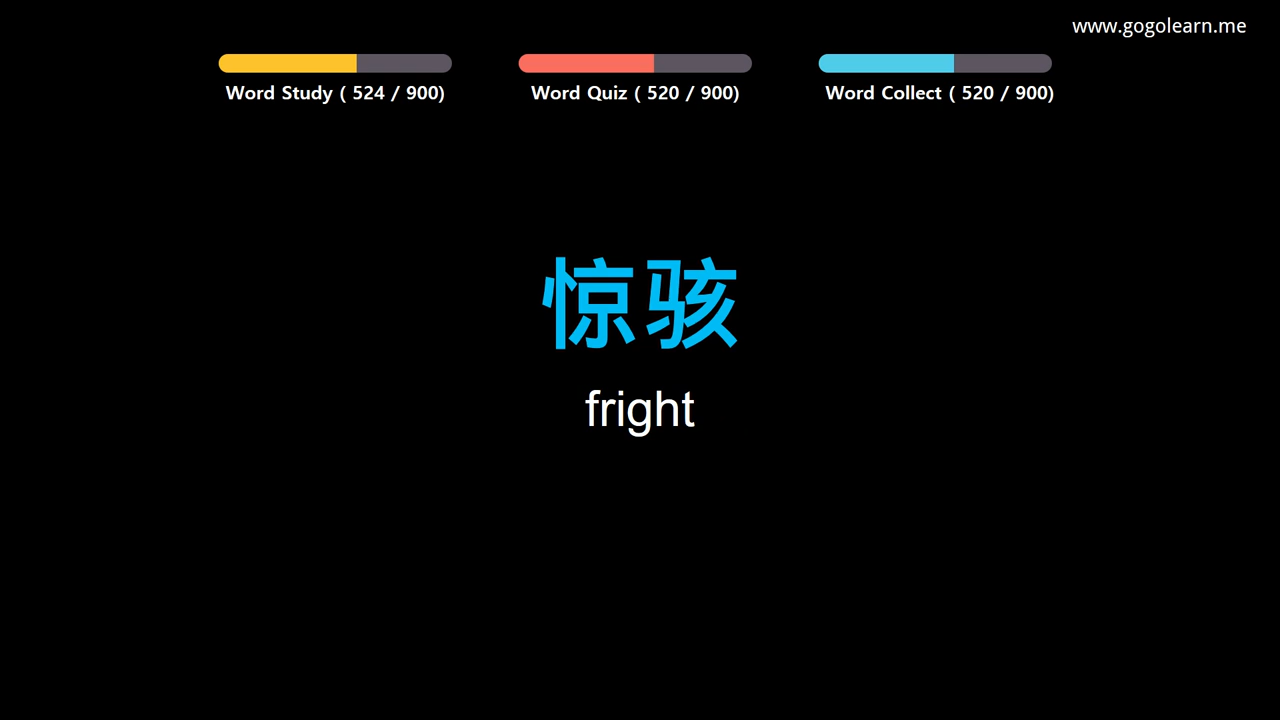 www.gogolearn.me
Word Study ( 524 / 900)
Word Quiz ( 520 / 900)
Word Collect ( 520 / 900)
惊骇
fright